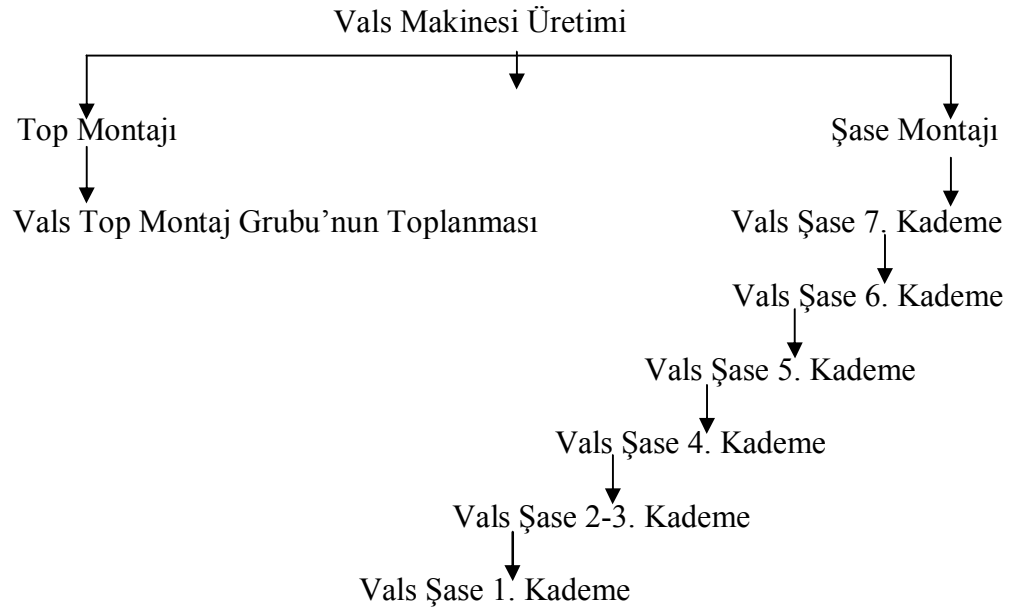 Vals Makinesi Üretimi
Top Montajı
Şase Montajı
Vals Top Montaj Grubu’nun Toplanması
Vals Şase 7. Kademe
Vals Şase 6. Kademe
Vals Şase 5. Kademe
Vals Şase 4. Kademe
Vals Şase 2-3. Kademe
Vals Şase 1. Kademe